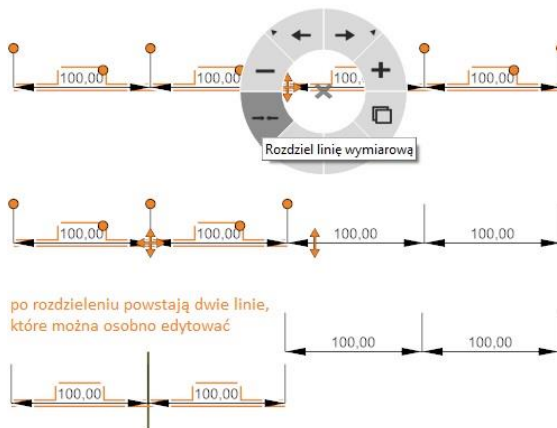 100,00 100,00 100,00 100,00
Rozdziel linię wymiarową
100,00 100,00 100,00 100,00
po rozdzieleniu powstają dwie linie,
które można osobno edytować
100,00 100,00
100,00 100,00